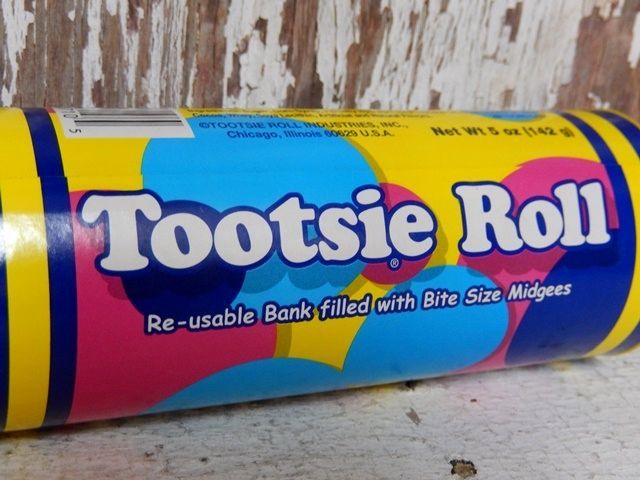 ©TOOTSIE ROLL INDUSTRIES, INC.,
Chicago, Illinois 60629 U.S.A.
Net Wt 5 oz (142 g)
Tootsie Roll®
Re-usable Bank filled with Bite Size Midgees